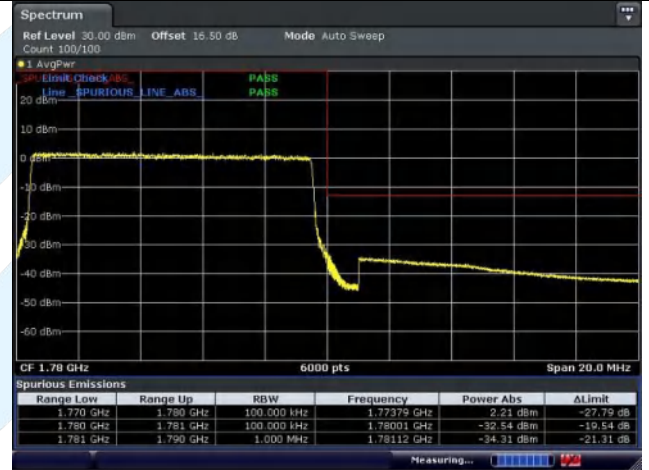 Spectrum
Ref Level 30.00 dBm Offset 16.50 dB Mode Auto Sweep
Count 100/100
1 AvgPwr
Limit Check PASS
Line _SPURIOUS_LINE_ABS_ PASS
20 dBm
10 dBm
0 dBm
-10 dBm
-20 dBm
-30 dBm
-40 dBm
-50 dBm
-60 dBm
CF 1.78 GHz 6000 pts Span 20.0 MHz
Spurious Emissions
Range Low Range Up RBW Frequency Power Abs ΔLimit
1.770 GHz 1.780 GHz 100.000 kHz 1.77379 GHz 2.21 dBm -27.79 dB
1.780 GHz 1.781 GHz 100.000 kHz 1.78001 GHz -32.54 dBm -19.54 dB
1.781 GHz 1.790 GHz 1.000 MHz 1.78112 GHz -34.31 dBm -21.31 dB
Measuring...